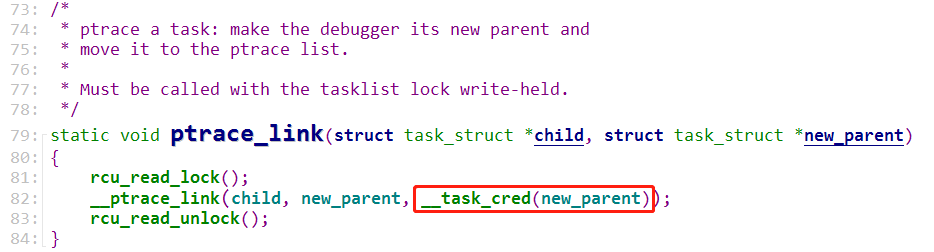 73: /*
74:  * ptrace a task: make the debugger its new parent and
75:  * move it to the ptrace list.
76:  *
77:  * Must be called with the tasklist lock write-held.
78:  */
79: static void ptrace_link(struct task_struct *child, struct task_struct *new_parent)
80: {
81:     rcu_read_lock();
82:     __ptrace_link(child, new_parent, __task_cred(new_parent));
83:     rcu_read_unlock();
84: }